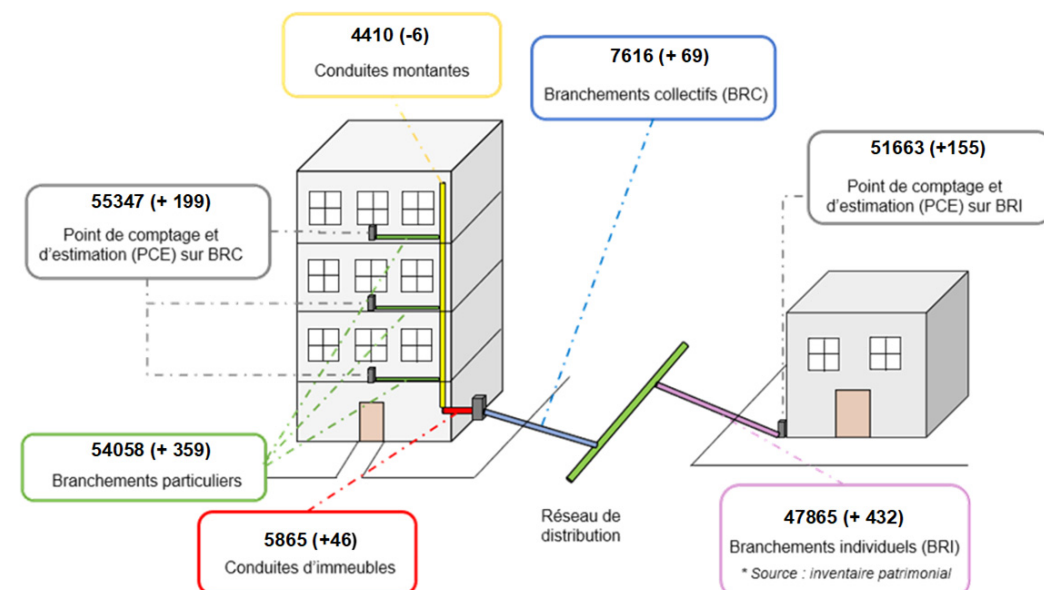 4410 (-6)
Conduites montantes
7616 (+ 69)
Branchements collectifs (BRC)
51663 (+155)
Point de comptage et
d'estimation (PCE) sur BRI
55347 (+ 199)
Point de comptage et
d'estimation (PCE) sur BRC
54058 (+ 359)
Branchements particuliers
5865 (+46)
Conduites d'immeubles
Réseau de
distribution
47865 (+ 432)
Branchements individuels (BRI)
* Source : inventaire patrimonial